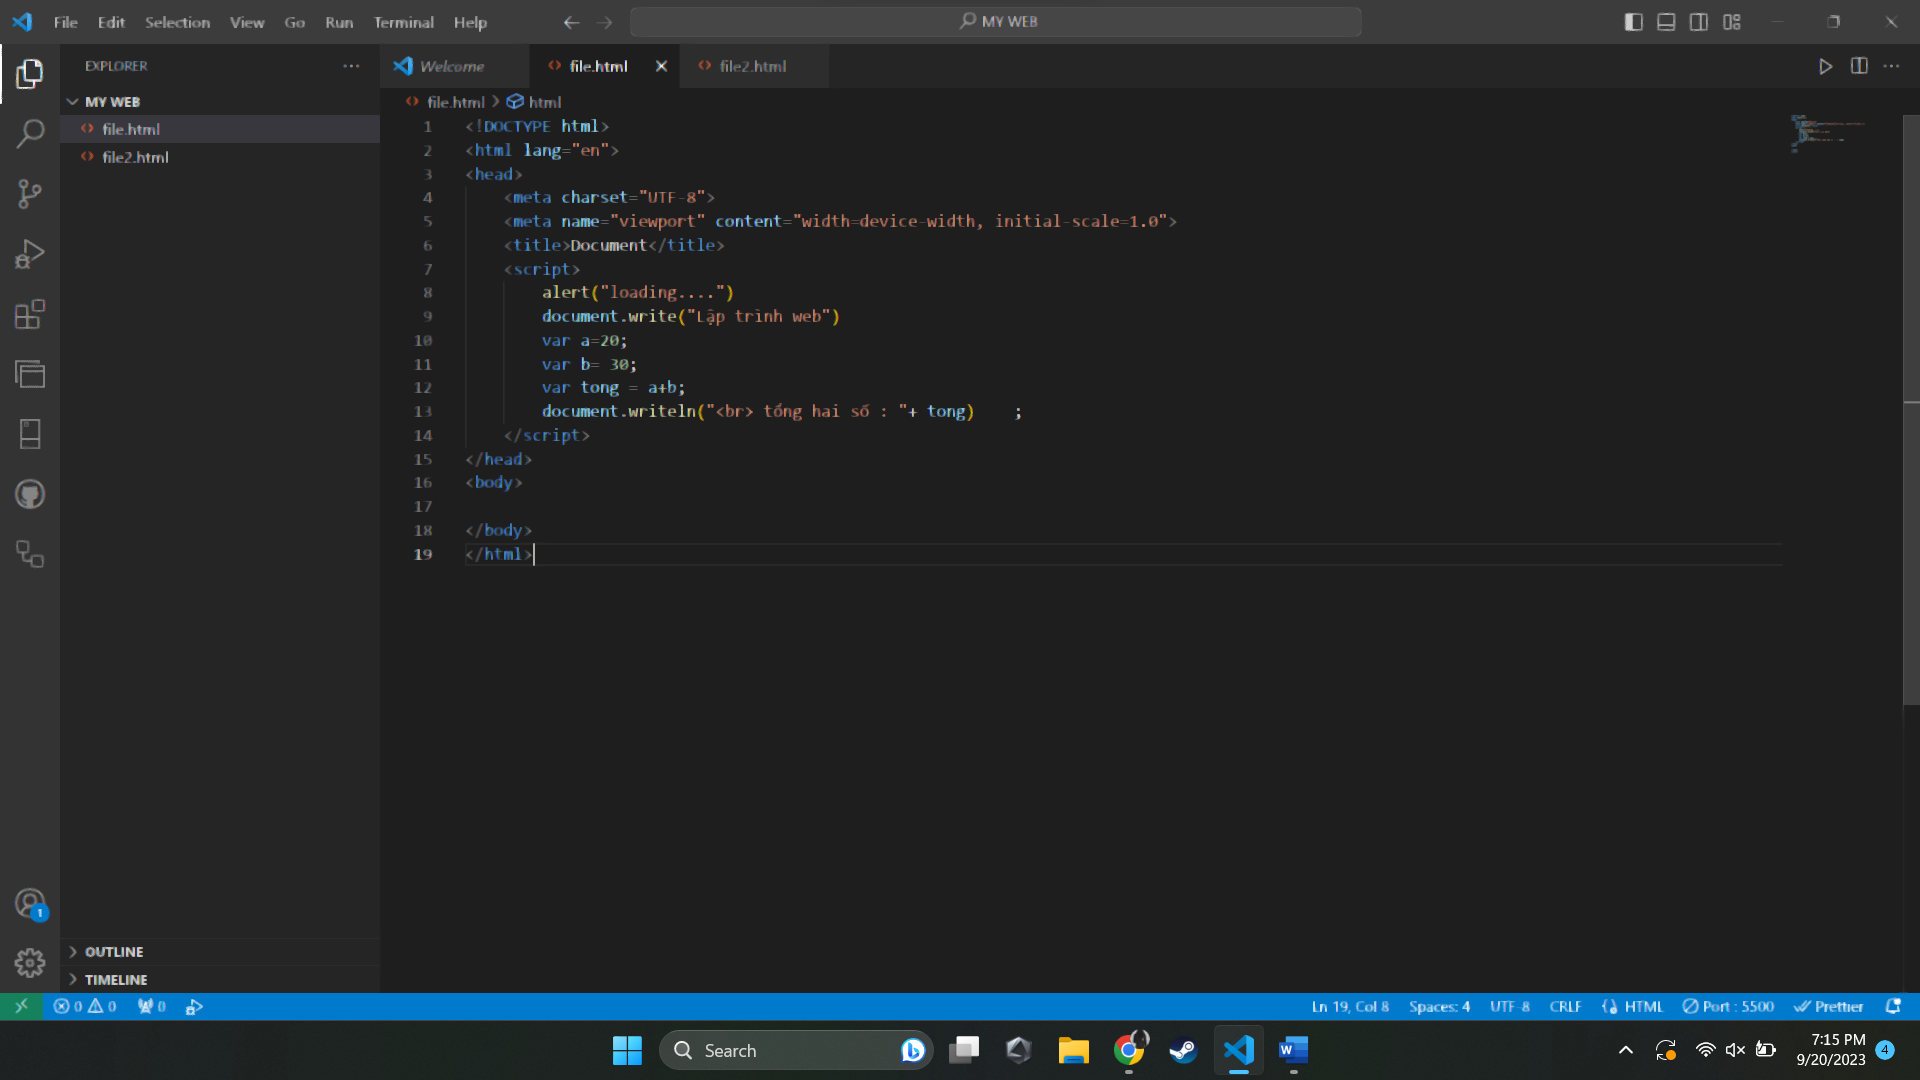 File Edit Selection View Go Run Terminal Help
MY WEB
EXPLORER
Welcome
file.html
file2.html
MY WEB
file.html
file2.html
file.html > html
1 <!DOCTYPE html>
2 <html lang="en">
3 <head>
4 <meta charset="UTF-8">
5 <meta name="viewport" content="width=device-width, initial-scale=1.0">
6 <title>Document</title>
7 <script>
8 alert("loading....")
9 document.write("Lập trình web")
10 var a=20;
11 var b= 30;
12 var tong = a+b;
13 document.writeln("<br> tổng hai số : "+ tong) ;
14 </script>
15 </head>
16 <body>
17
18 </body>
19 </html>
1
OUTLINE
TIMELINE
0 0 0
Ln 19, Col 8 Spaces: 4 UTF-8 CRLF HTML Port : 5500 Prettier
Search
7:15 PM
9/20/2023
4